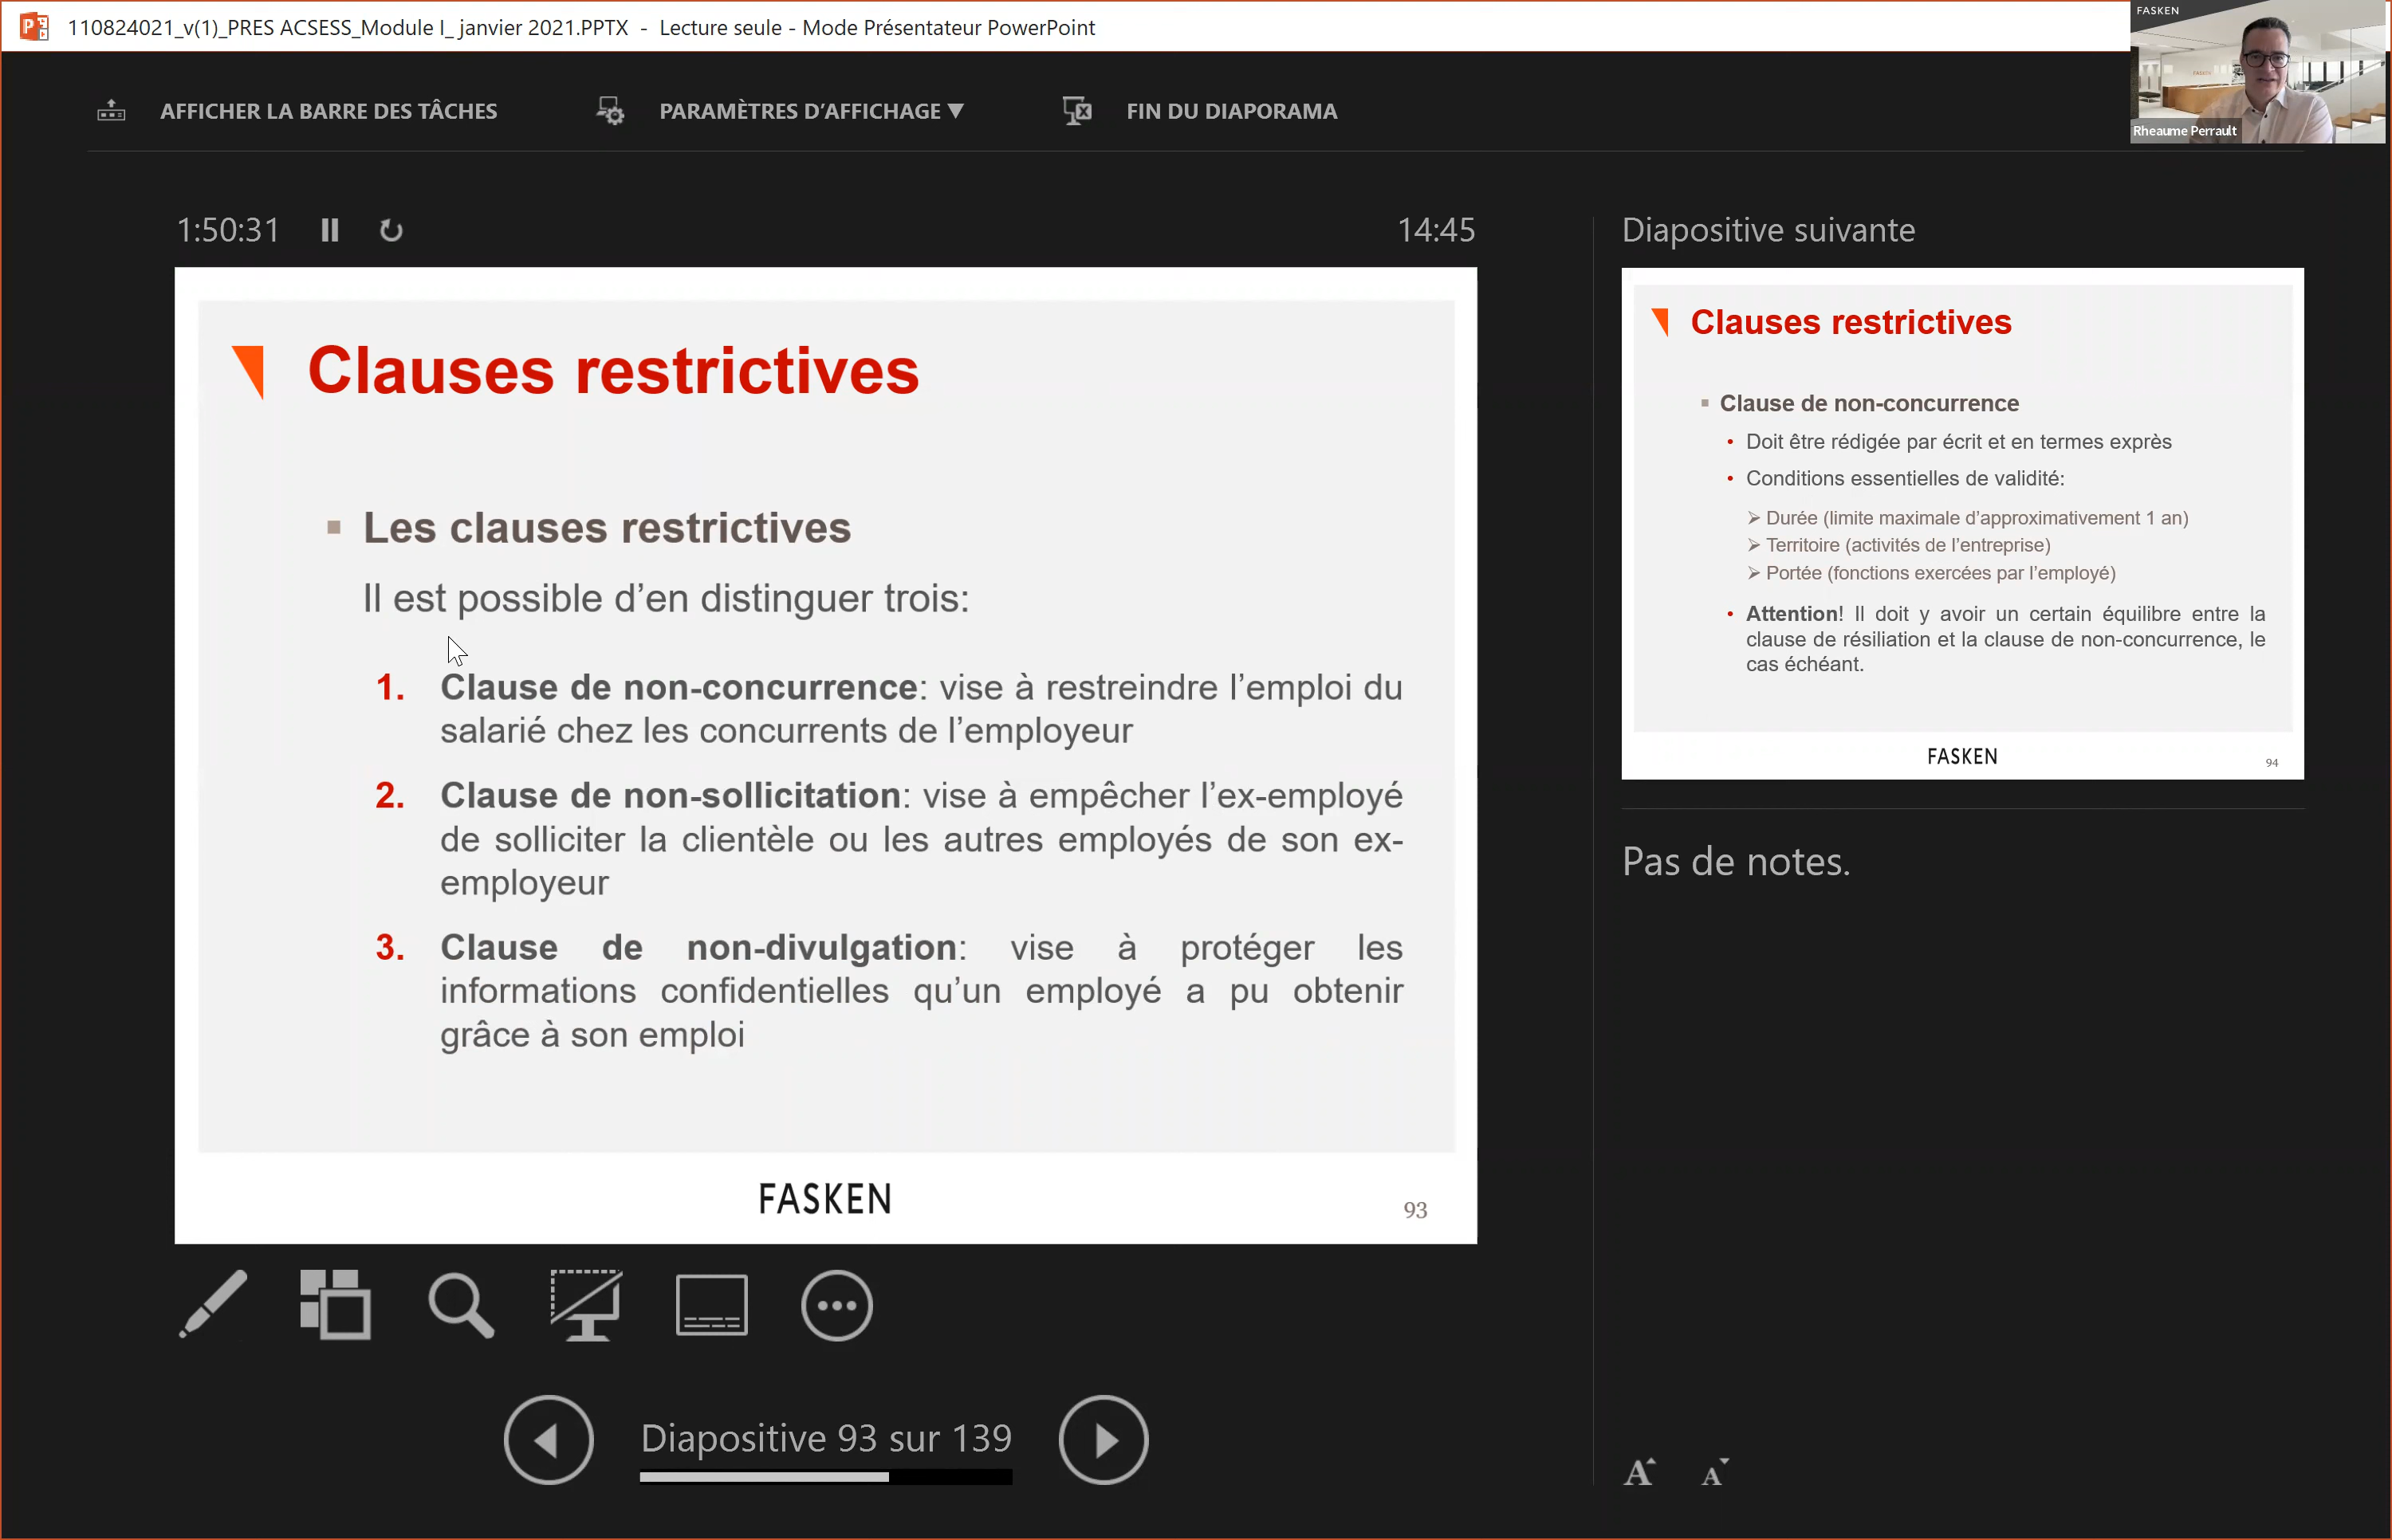 110824021_v(1)_PRES ACSESS_Module I_ janvier 2021.PPTX - Lecture seule - Mode Présentateur PowerPoint
FASKEN
Rheaume Perrault
AFFICHER LA BARRE DES TÂCHES
PARAMÈTRES D'AFFICHAGE ▼
FIN DU DIAPORAMA
1:50:31
14:45
Clauses restrictives
Les clauses restrictives
Il est possible d'en distinguer trois:
1. Clause de non-concurrence: vise à restreindre l'emploi du
salarié chez les concurrents de l'employeur
2. Clause de non-sollicitation: vise à empêcher l'ex-employé
de solliciter la clientèle ou les autres employés de son ex-
employeur
3. Clause de non-divulgation: vise à protéger les
informations confidentielles qu'un employé a pu obtenir
grâce à son emploi
FASKEN
93
Diapositive 93 sur 139
Diapositive suivante
Clauses restrictives
Clause de non-concurrence
Doit être rédigée par écrit et en termes exprès
Conditions essentielles de validité:
Durée (limite maximale d'approximativement 1 an)
Territoire (activités de l'entreprise)
Portée (fonctions exercées par l'employé)
Attention! Il doit y avoir un certain équilibre entre la
clause de résiliation et la clause de non-concurrence, le
cas échéant.
FASKEN
94
Pas de notes.
A A